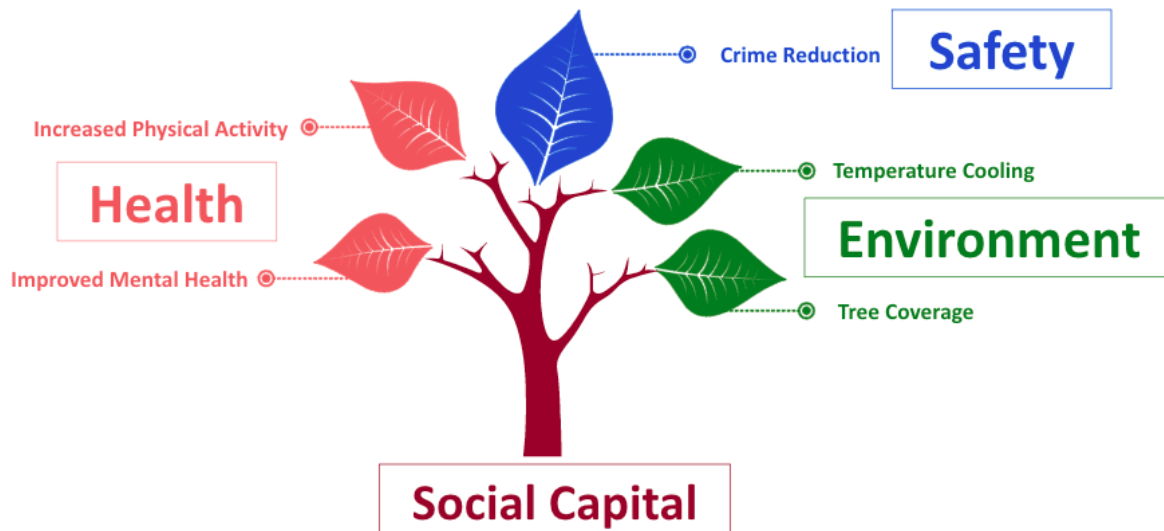 Crime Reduction
Safety
Increased Physical Activity
Health
Improved Mental Health
Temperature Cooling
Environment
Tree Coverage
Social Capital